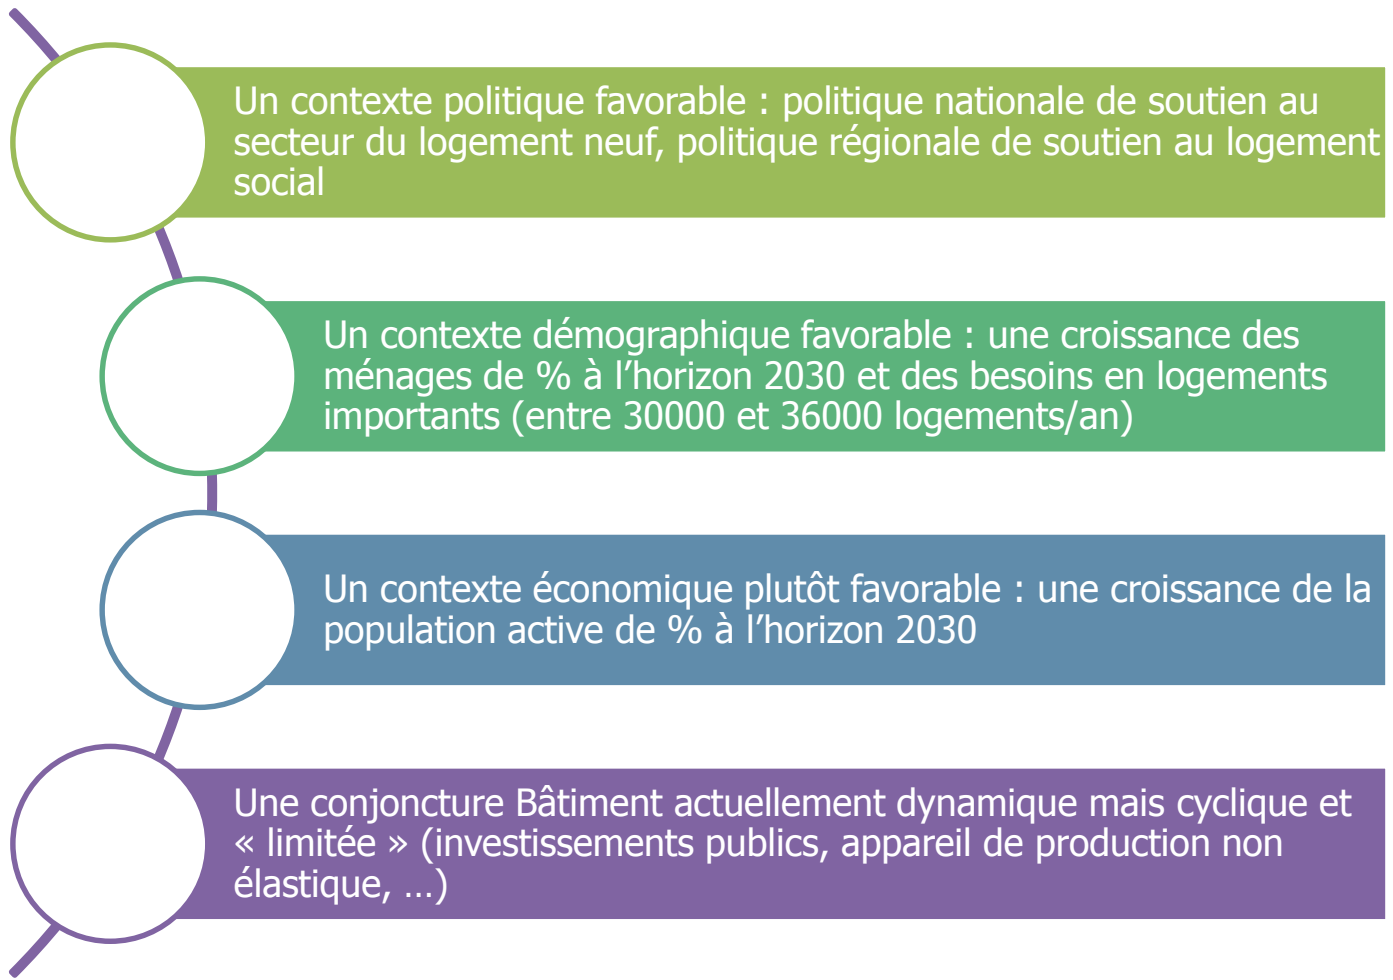 Un contexte politique favorable : politique nationale de soutien au
secteur du logement neuf, politique régionale de soutien au logement
social
Un contexte démographique favorable : une croissance des
ménages de % à l’horizon 2030 et des besoins en logements
importants (entre 30000 et 36000 logements/an)
Un contexte économique plutôt favorable : une croissance de la
population active de % à l’horizon 2030
Une conjoncture Bâtiment actuellement dynamique mais cyclique et
« limitée » (investissements publics, appareil de production non
élastique, …)